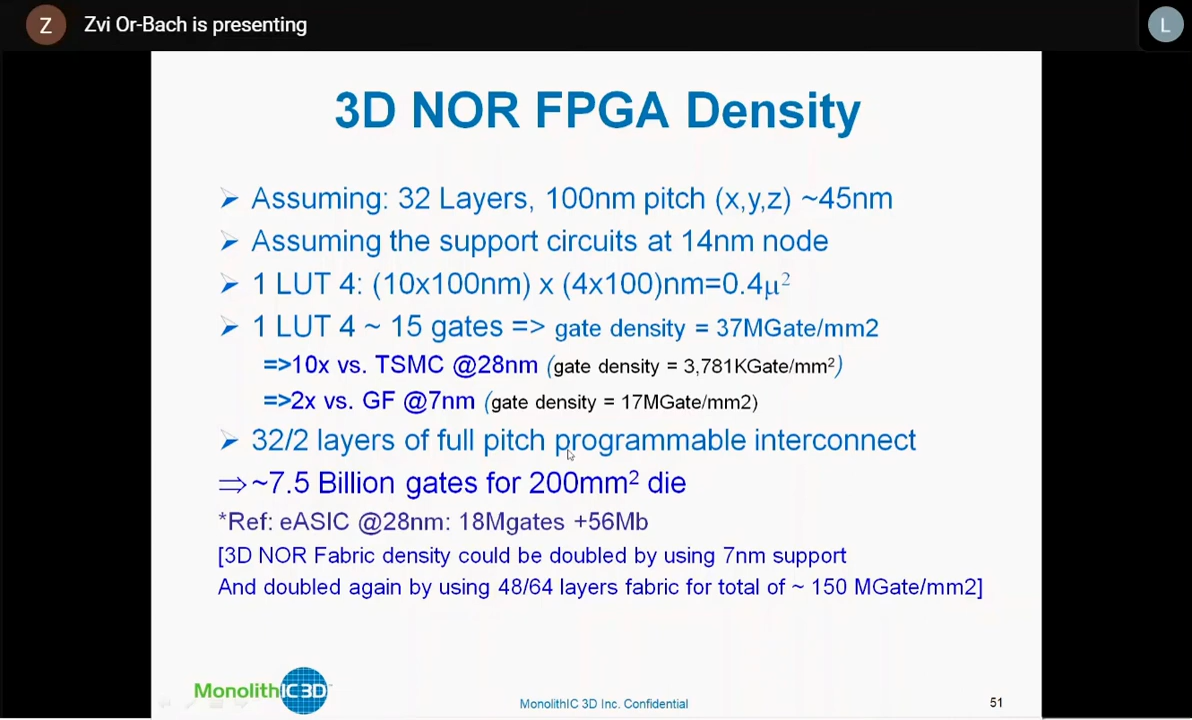 Z
Zvi Or-Bach is presenting
L
3D NOR FPGA Density
➢ Assuming: 32 Layers, 100nm pitch (x,y,z) ~45nm
➢ Assuming the support circuits at 14nm node
➢ 1 LUT 4: (10x100nm) x (4x100)nm=0.4µ²
➢ 1 LUT 4 ~ 15 gates => gate density = 37MGate/mm2
=>10x vs. TSMC @28nm (gate density = 3,781KGate/mm²)
=>2x vs. GF @7nm (gate density = 17MGate/mm2)
➢ 32/2 layers of full pitch programmable interconnect
⇒~7.5 Billion gates for 200mm² die
*Ref: eASIC @28nm: 18Mgates +56Mb
[3D NOR Fabric density could be doubled by using 7nm support
And doubled again by using 48/64 layers fabric for total of ~ 150 MGate/mm2]
MonolithIC3D
MonolithIC 3D Inc. Confidential
51